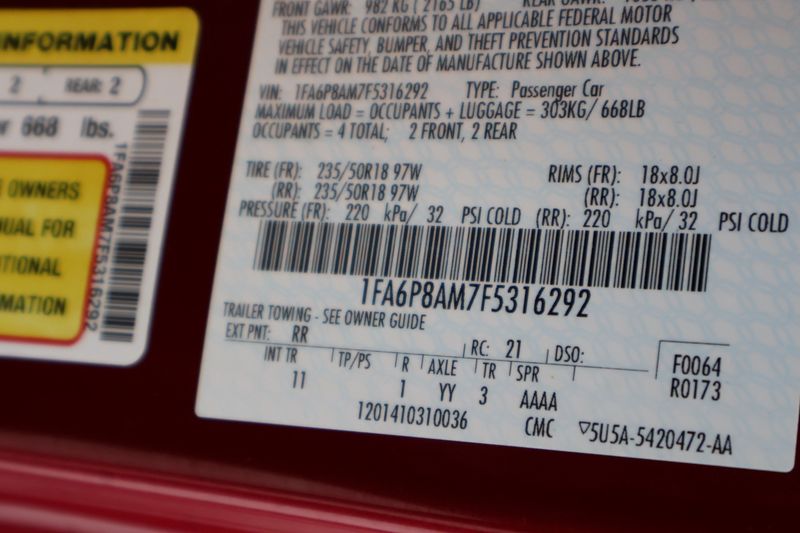 INFORMATION
2 REAR: 2
668 lbs.
OWNERS
FOR
1FA6P8AM7F5316292
FRONT GAWR: 982 KG ( 2165 LB)
THIS VEHICLE CONFORMS TO ALL APPLICABLE FEDERAL MOTOR
VEHICLE SAFETY, BUMPER, AND THEFT PREVENTION STANDARDS
IN EFFECT ON THE DATE OF MANUFACTURE SHOWN ABOVE.
VIN: 1FA6P8AM7F5316292 TYPE: Passenger Car
MAXIMUM LOAD = OCCUPANTS + LUGGAGE = 303KG/ 668LB
OCCUPANTS = 4 TOTAL; 2 FRONT, 2 REAR
TIRE (FR): 235/50R18 97W RIMS (FR): 18x8.0J
(RR): 235/50R18 97W (RR): 18x8.0J
PRESSURE (FR): 220 kPa/ 32 PSI COLD (RR): 220 kPa/ 32 PSI COLD
1FA6P8AM7F5316292
TRAILER TOWING - SEE OWNER GUIDE
EXT PNT: RR RC: 21 DSO: F0064
INT TR TP/PS R AXLE TR SPR R0173
11 1 YY 3 AAAA
1201410310036 CMC ▽5U5A-5420472-AA